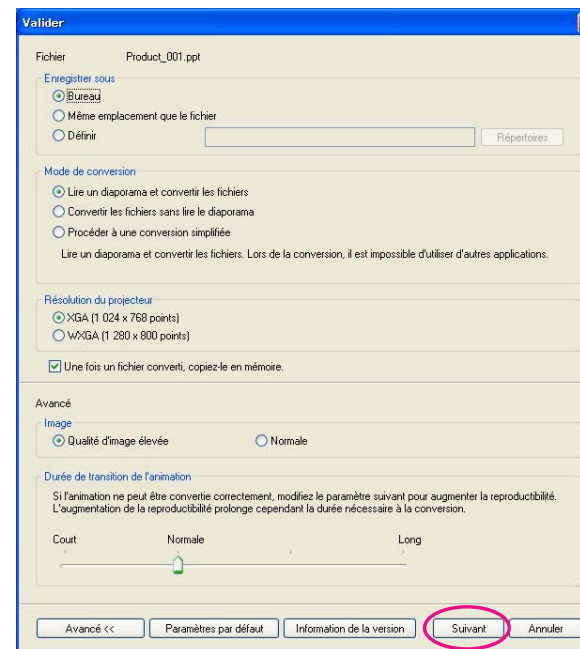 Valider
Fichier Product_001.ppt
Enregistrer sous
Bureau
Même emplacement que le fichier
Définir Répertoires
Mode de conversion
Lire un diaporama et convertir les fichiers
Convertir les fichiers sans lire le diaporama
Procéder à une conversion simplifiée
Lire un diaporama et convertir les fichiers. Lors de la conversion, il est impossible d'utiliser d'autres applications.
Résolution du projecteur
XGA (1 024 x 768 points)
WXGA (1 280 x 800 points)
Une fois un fichier converti, copiez-le en mémoire.
Avancé
Image
Qualité d'image élevée Normale
Durée de transition de l'animation
Si l'animation ne peut être convertie correctement, modifiez le paramètre suivant pour augmenter la reproductibilité.
L'augmentation de la reproductibilité prolonge cependant la durée nécessaire à la conversion.
Court Normale Long
Avancé << Paramètres par défaut Information de la version Suivant Annuler